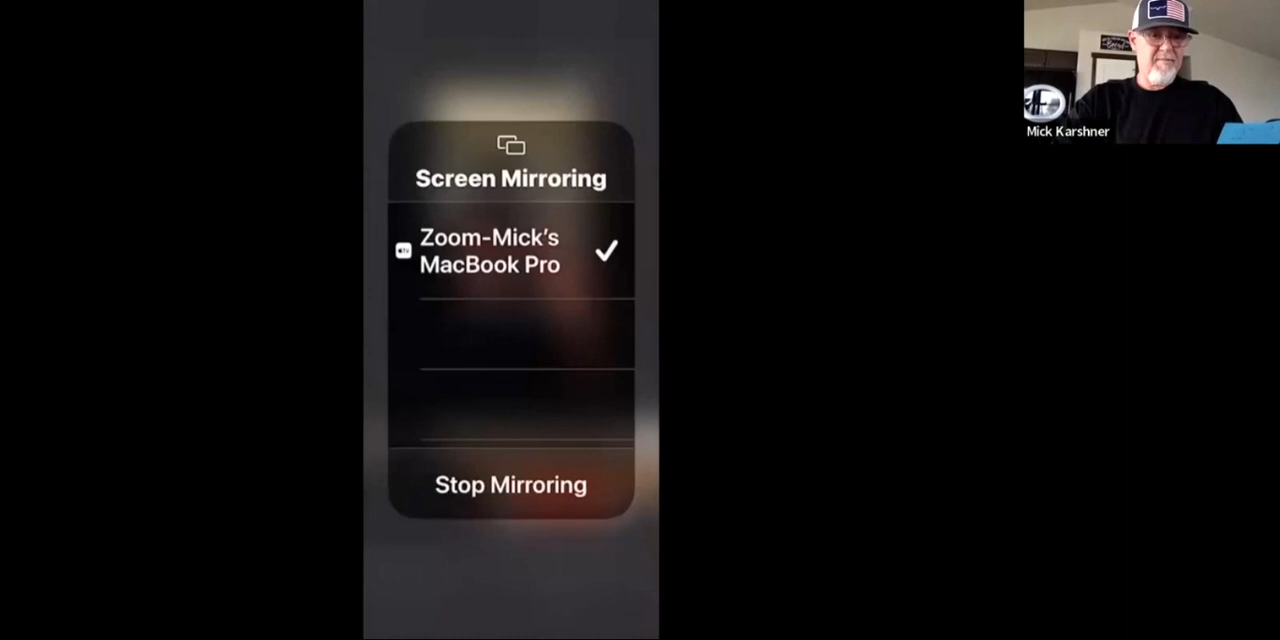 Screen Mirroring
Zoom-Mick's
MacBook Pro
Stop Mirroring
Mick Karshner